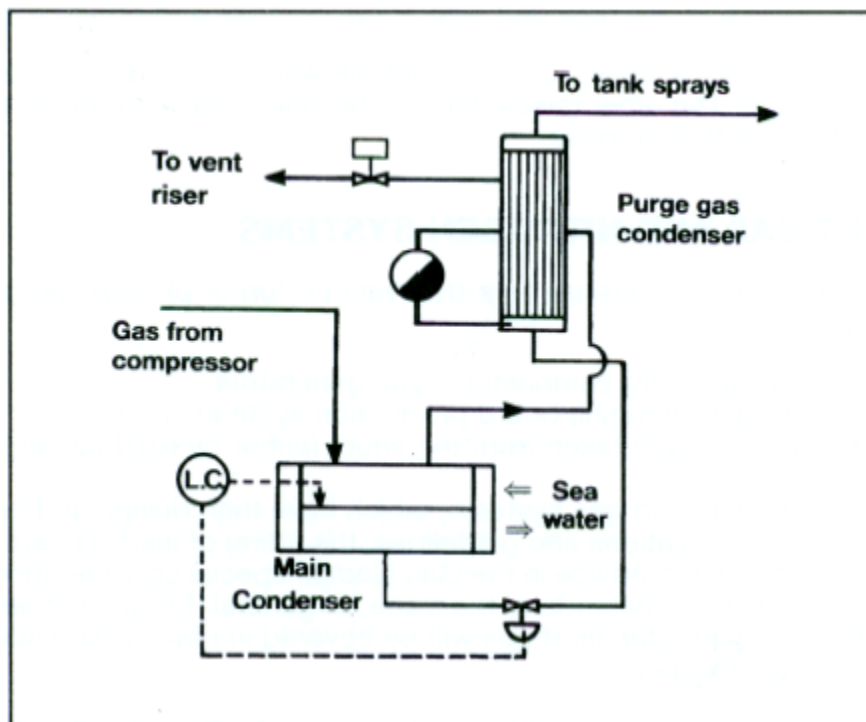 To tank sprays
To vent
riser
Purge gas
condenser
Gas from
compressor
L.C.
Sea
water
Main
Condenser